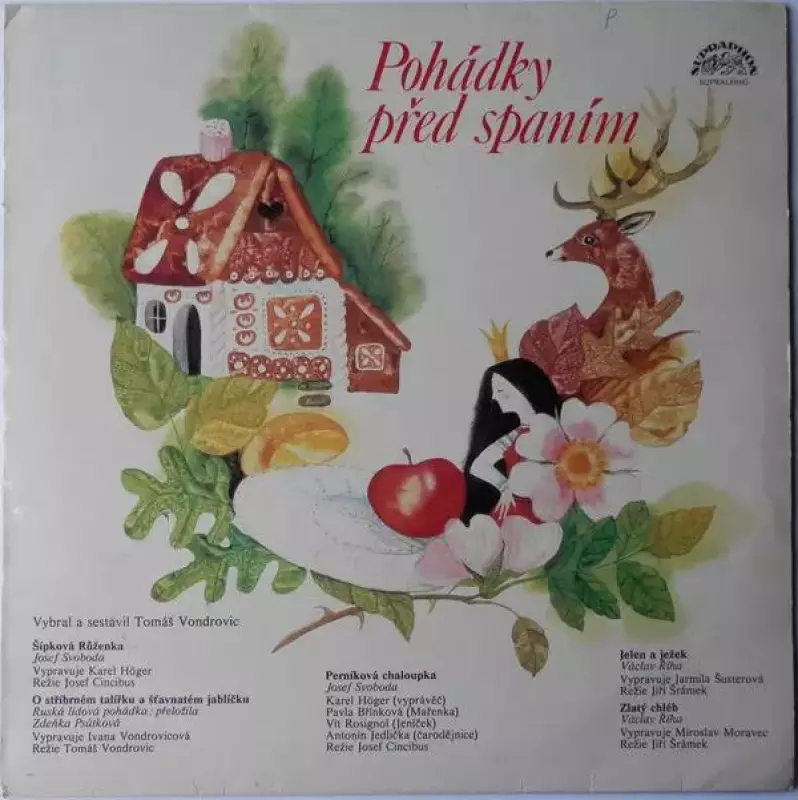 P
Pohádky
před spaním
SUPRAPHON
Vybral a sestavil Tomáš Vondrovic
Šípková Růženka
Josef Svoboda
Vypravuje Karel Höger
Režie Josef Cincibus
O stříbrném talířku a šťavnatém jablíčku
Ruská lidová pohádka; přeložila
Zdeňka Psůtková
Vypravuje Ivana Vondrovicová
Režie Tomáš Vondrovic
Perníková chaloupka
Josef Svoboda
Karel Höger (vyprávěč)
Pavla Břínková (Mařenka)
Vít Rosignol (Jeníček)
Antonín Jedlička (čarodějnice)
Režie Josef Cincibus
Jelen a ježek
Václav Říha
Vypravuje Jarmila Šusterová
Režie Jiří Šrámek
Zlatý chléb
Václav Říha
Vypravuje Miroslav Moravec
Režie Jiří Šrámek